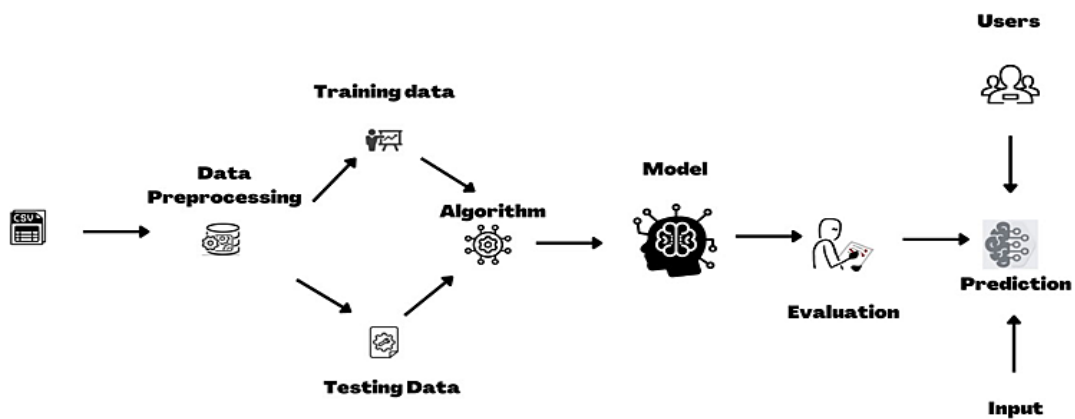 Users
Training data
Data
Preprocessing
Model
Algorithm
CSV
Prediction
Evaluation
Testing Data
Input